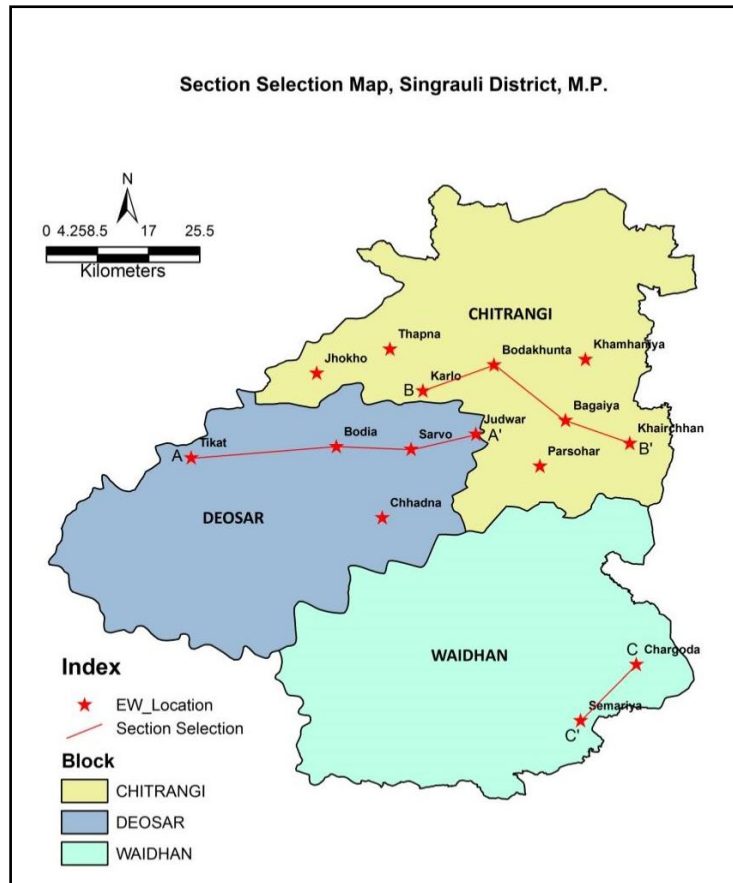 Section Selection Map, Singrauli District, M.P.
N
0 4.258.5 17 25.5
Kilometers
CHITRANGI
Thapna
Khamhaniya
Bodakhunta
Jhokho
Karlo
B
Bagaiya
Judwar
Khairchhan
Bodia
Sarvo
A'
Tikat
B'
A
Parsohar
Chhadna
DEOSAR
WAIDHAN
C
Chargoda
Semariya
C'
Index
EW_Location
Section Selection
Block
CHITRANGI
DEOSAR
WAIDHAN